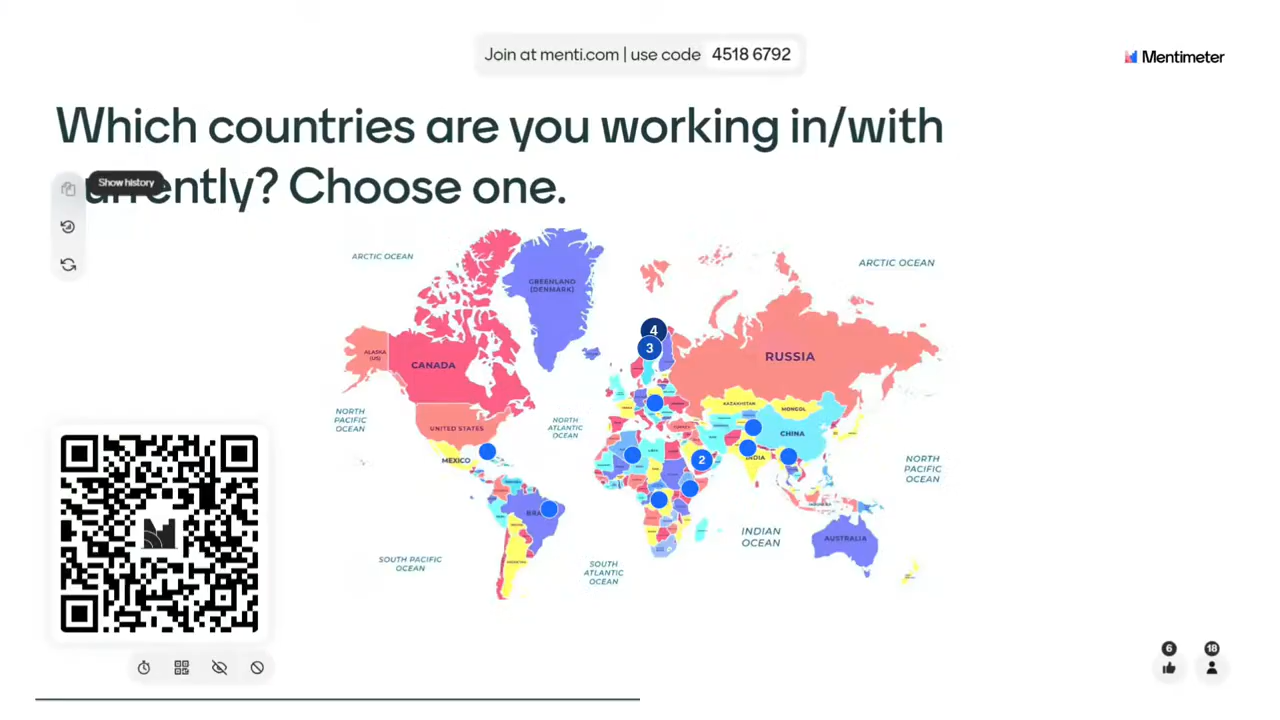 Join at menti.com | use code 4518 6792
Mentimeter
Which countries are you working in/with
urrently? Choose one.
Show history
ARCTIC OCEAN
ARCTIC OCEAN
GREENLAND
(DENMARK)
4
3
ALASKA
(US)
CANADA
RUSSIA
NORTH
PACIFIC
OCEAN
UNITED STATES
NORTH
ATLANTIC
OCEAN
KAZAKHSTAN
MONGOL
CHINA
MEXICO
2
INDIA
NORTH
PACIFIC
OCEAN
BRA
INDIAN
OCEAN
AUSTRALIA
SOUTH PACIFIC
OCEAN
SOUTH
ATLANTIC
OCEAN
6
18